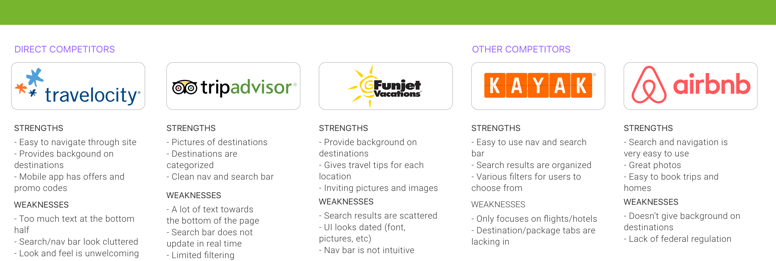 DIRECT COMPETITORS
travelocity®
STRENGTHS
- Easy to navigate through site
- Provides backgound on
destinations
- Mobile app has offers and
promo codes
WEAKNESSES
- Too much text at the bottom
half
- Search/nav bar look cluttered
- Look and feel is unwelcoming
tripadvisor®
STRENGTHS
- Pictures of destinations
- Destinations are
categorized
- Clean nav and search bar
WEAKNESSES
- A lot of text towards
the bottom of the page
- Search bar does not
update in real time
- Limited filtering
Funjet
Vacations
STRENGTHS
- Provide background on
destinations
- Gives travel tips for each
location
- Inviting pictures and images
WEAKNESSES
- Search results are scattered
- UI looks dated (font,
pictures, etc)
- Nav bar is not intuitive
OTHER COMPETITORS
KAYAK
STRENGTHS
- Easy to use nav and search
bar
- Search results are organized
- Various filters for users to
choose from
WEAKNESSES
- Only focuses on flights/hotels
- Destination/package tabs are
lacking in
airbnb
STRENGTHS
- Search and navigation is
very easy to use
- Great photos
- Easy to book trips and
homes
WEAKNESSES
- Doesn't give background on
destinations
- Lack of federal regulation